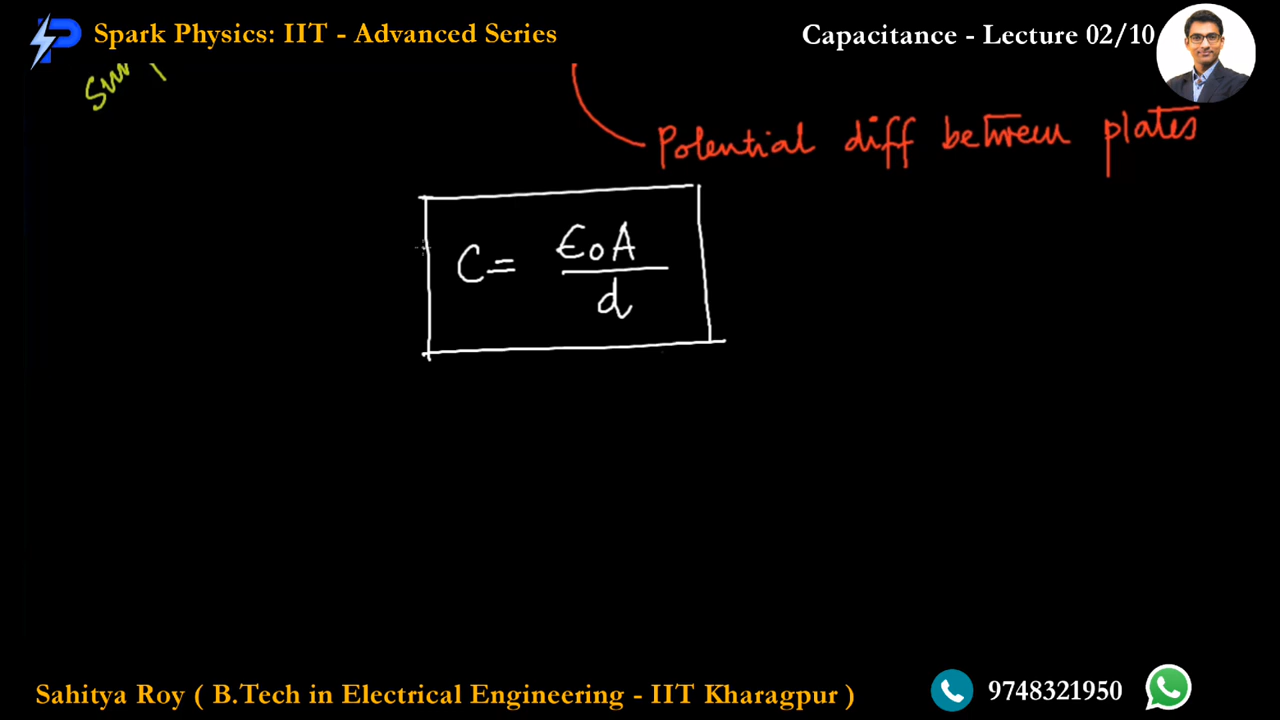 Spark Physics: IIT - Advanced Series
Capacitance - Lecture 02/10
Potential diff between plates
C = ε₀A
d
Sahitya Roy ( B.Tech in Electrical Engineering - IIT Kharagpur )
9748321950